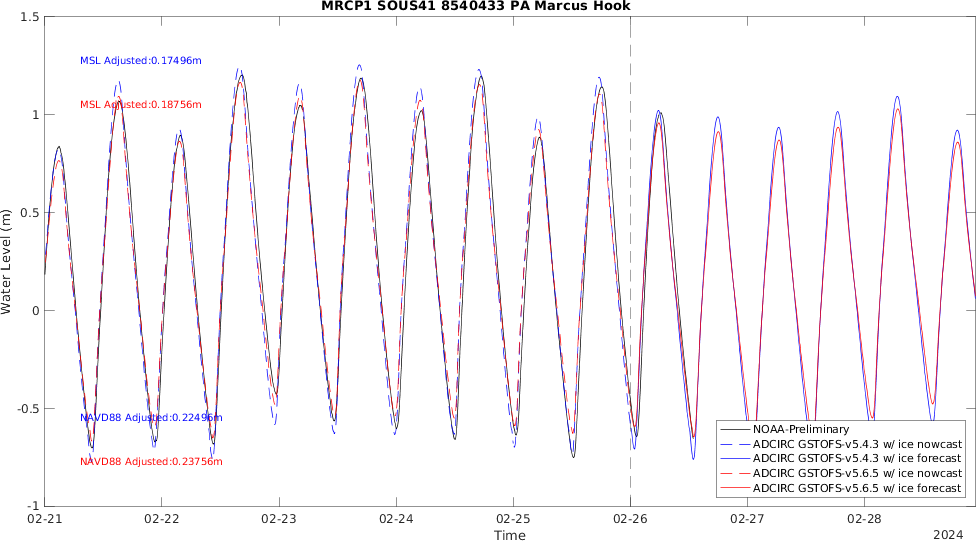 MRCP1 SOUS41 8540433 PA Marcus Hook
1.5
1
0.5
0
-0.5
-1
Water Level (m)
MSL Adjusted:0.17496m
MSL Adjusted:0.18756m
NAVD88 Adjusted:0.22496m
NAVD88 Adjusted:0.23756m
NOAA-Preliminary
ADCIRC GSTOFS-v5.4.3 w/ ice nowcast
ADCIRC GSTOFS-v5.4.3 w/ ice forecast
ADCIRC GSTOFS-v5.6.5 w/ ice nowcast
ADCIRC GSTOFS-v5.6.5 w/ ice forecast
02-21 02-22 02-23 02-24 02-25 02-26 02-27 02-28
Time
2024